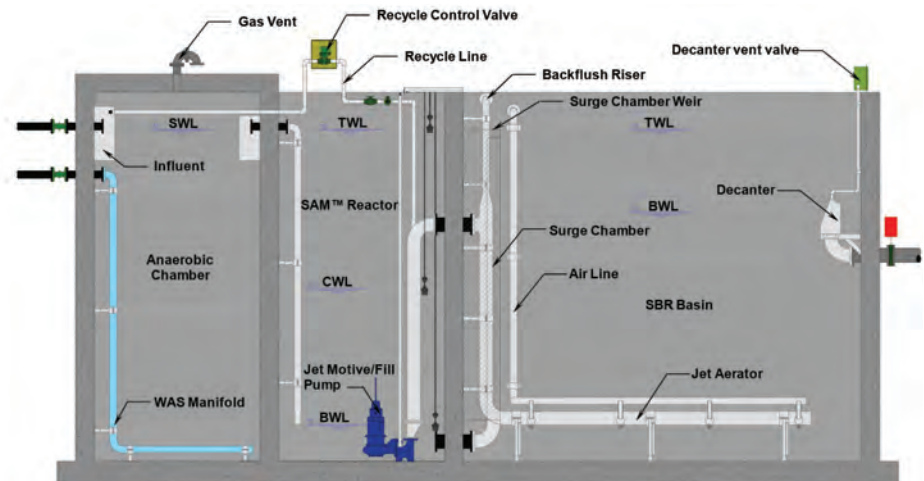 Gas Vent
Recycle Control Valve
Recycle Line
Decanter vent valve
Backflush Riser
Surge Chamber Weir
SWL
TWL
TWL
Influent
Decanter
SAM™ Reactor
BWL
Surge Chamber
Anaerobic
Chamber
Air Line
CWL
SBR Basin
Jet Motive/Fill
Pump
Jet Aerator
WAS Manifold
BWL